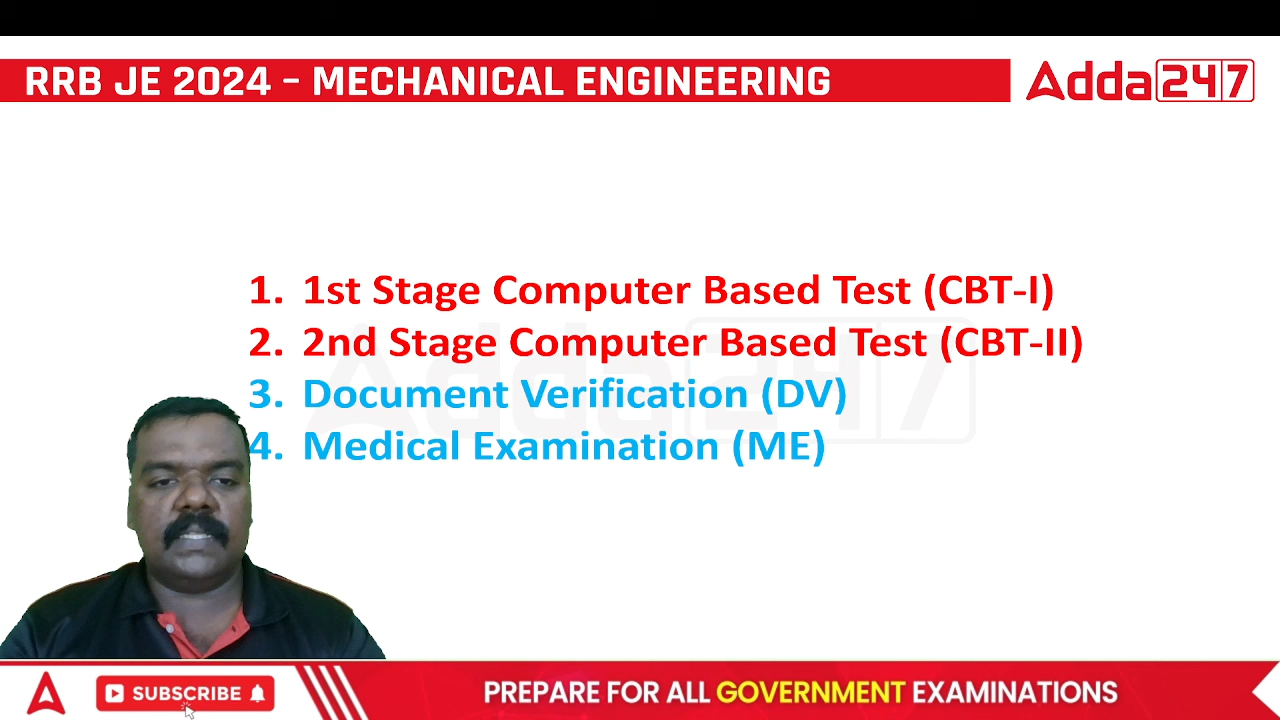 RRB JE 2024 – MECHANICAL ENGINEERING
Adda247
1. 1st Stage Computer Based Test (CBT-I)
2. 2nd Stage Computer Based Test (CBT-II)
3. Document Verification (DV)
4. Medical Examination (ME)
Adda247
SUBSCRIBE
PREPARE FOR ALL GOVERNMENT EXAMINATIONS